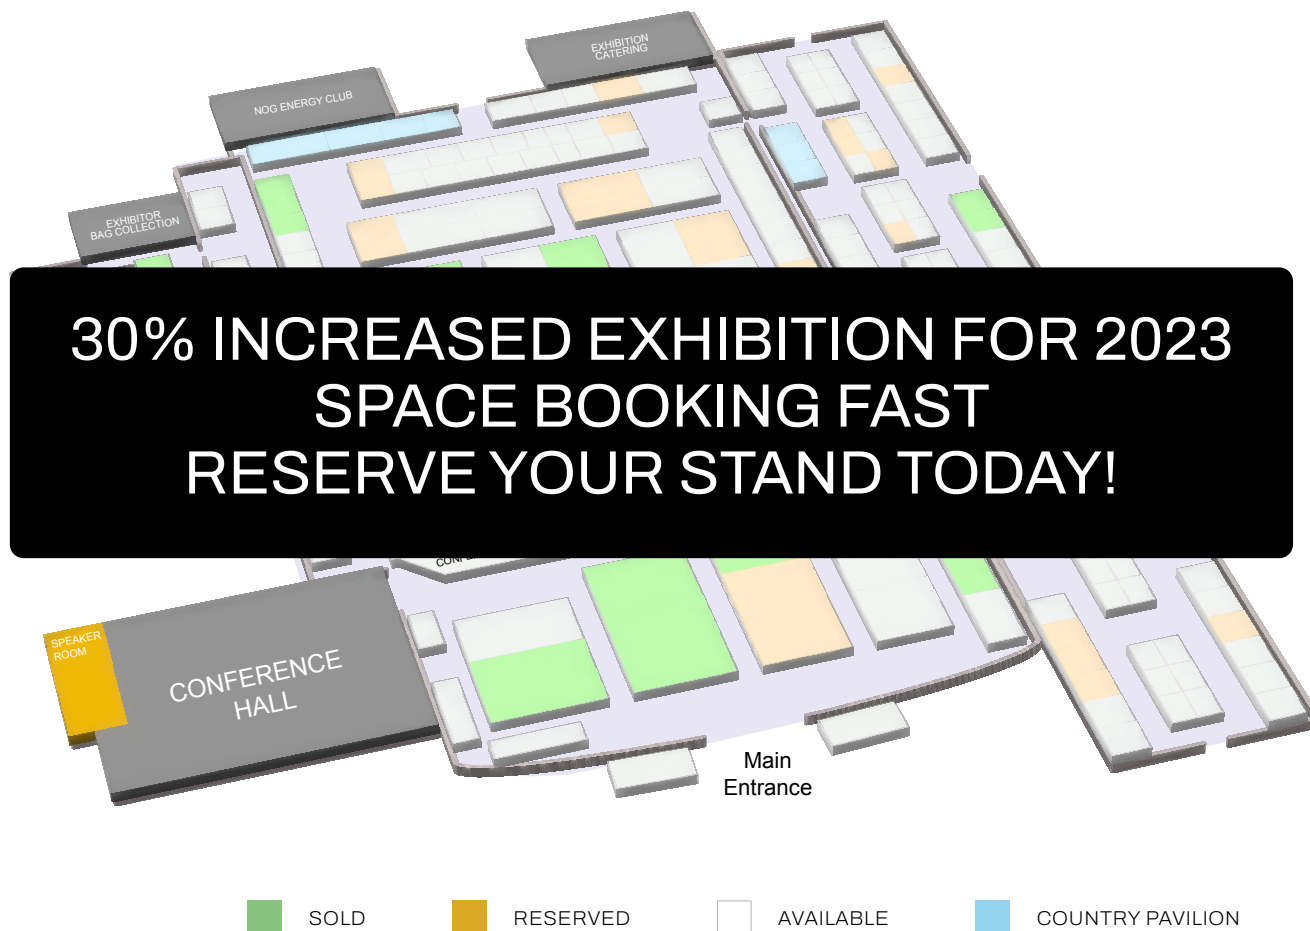 EXHIBITION
CATERING
NOG ENERGY CLUB
EXHIBITOR
BAG COLLECTION
30% INCREASED EXHIBITION FOR 2023
SPACE BOOKING FAST
RESERVE YOUR STAND TODAY!
SPEAKER
ROOM
CONFERENCE
HALL
Main
Entrance
SOLD
RESERVED
AVAILABLE
COUNTRY PAVILION